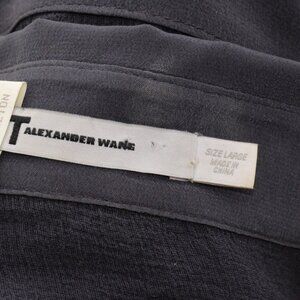 T ALEXANDER WANG
SIZE LARGE
MADE IN
CHINA